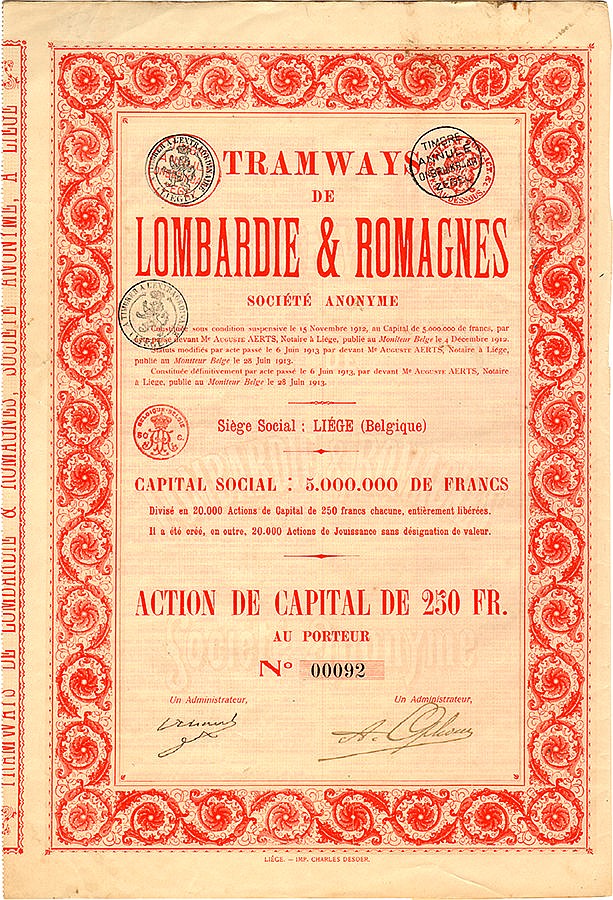 TRAMWAYS DE LOMBARDIE & ROMAGNES, SOCIÉTÉ ANONYME, A LIÉGE
TIMBRE
ANNULÉ
TRAMWAYS
DE
LOMBARDIE & ROMAGNES
SOCIÉTÉ ANONYME
Constituée sous condition suspensive le 15 Novembre 1912, au Capital de 5.000.000 de francs, par
devant Me AUGUSTE AERTS, Notaire à Liège, publié au Moniteur Belge le 4 Décembre 1912.
Statuts modifiés par acte passé le 6 Juin 1913 par devant Me AUGUSTE AERTS, Notaire à Liège,
publié au Moniteur Belge le 28 Juin 1913.
Constituée définitivement par acte passé le 6 Juin 1913, par devant Me AUGUSTE AERTS, Notaire
à Liège, publié au Moniteur Belge le 28 Juin 1913.
BELGIQUE-BELGIE
50 C.
Siège Social : LIÉGE (Belgique)
CAPITAL SOCIAL : 5.000.000 DE FRANCS
Divisé en 20.000 Actions de Capital de 250 francs chacune, entièrement libérées.
Il a été créé, en outre, 20.000 Actions de Jouissance sans désignation de valeur.
ACTION DE CAPITAL DE 250 FR.
AU PORTEUR
No 00092
Un Administrateur, Un Administrateur,
LIÉGE. — IMP. CHARLES DESOER.